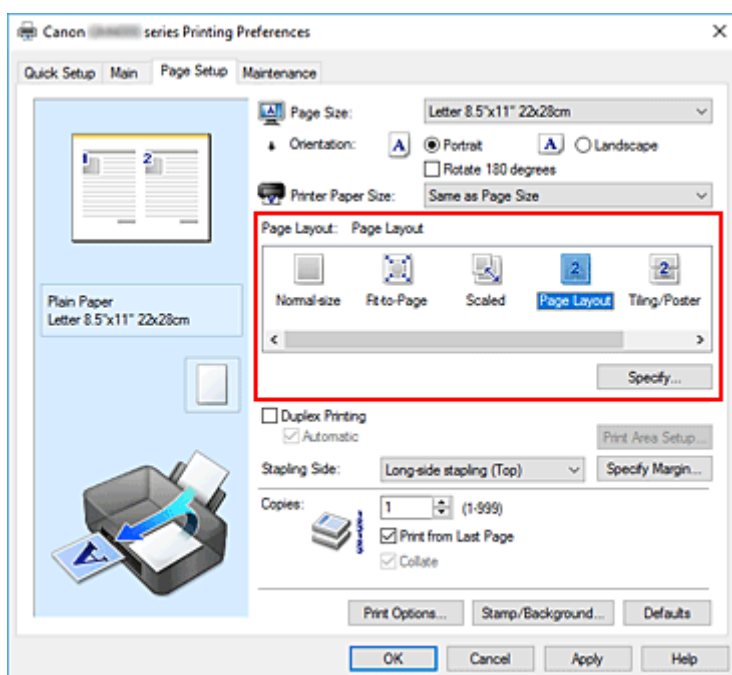 Canon series Printing Preferences
Quick Setup Main Page Setup Maintenance
1 2
Plain Paper
Letter 8.5"x11" 22x28cm
Page Size: Letter 8.5"x11" 22x28cm
Orientation: A Portrait A Landscape
Rotate 180 degrees
Printer Paper Size: Same as Page Size
Page Layout: Page Layout
2 2
Normal-size Fit-to-Page Scaled Page Layout Tiling/Poster
Specify...
Duplex Printing
Automatic Print Area Setup...
Stapling Side: Long-side stapling (Top) Specify Margin...
Copies: 1 (1-999)
Print from Last Page
Collate
A
Print Options... Stamp/Background... Defaults
OK Cancel Apply Help